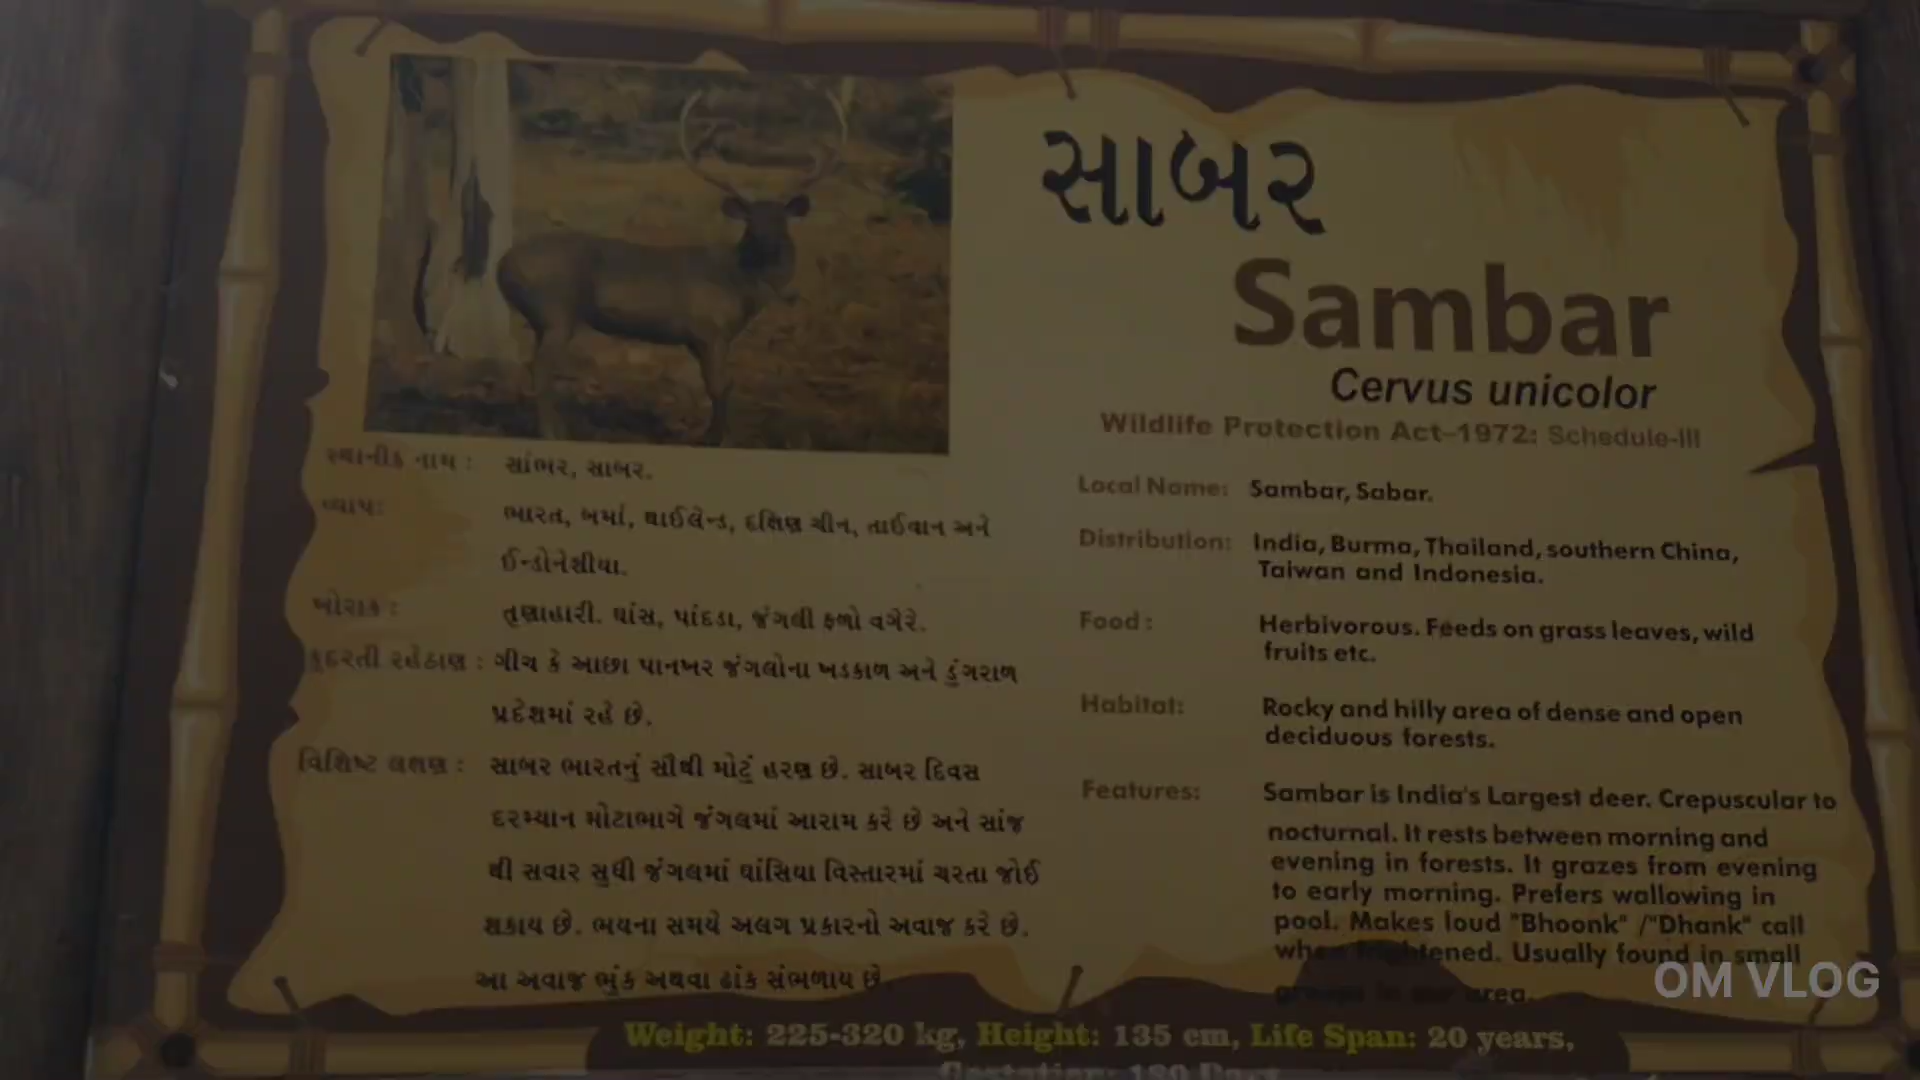 સાબર
Sambar
Cervus unicolor
Wildlife Protection Act-1972: Schedule-III
સ્થાનીક નામ : સાંભર, સાબર.
વ્યાપ: ભારત, બર્મા, થાઈલેન્ડ, દક્ષિણ ચીન, તાઈવાન અને
ઈન્ડોનેશીયા.
ખોરાક : તૃણાહારી. ઘાંસ, પાંદડા, જંગલી ફળો વગેરે.
કુદરતી રહેઠાણ : ગીચ કે આછા પાનખર જંગલોના ખડકાળ અને ડુંગરાળ
પ્રદેશમાં રહે છે.
વિશિષ્ટ લક્ષણ : સાબર ભારતનું સૌથી મોટું હરણ છે. સાબર દિવસ
દરમ્યાન મોટાભાગે જંગલમાં આરામ કરે છે અને સાંજ
થી સવાર સુધી જંગલમાં ઘાંસિયા વિસ્તારમાં ચરતા જોઈ
શકાય છે. ભયના સમયે અલગ પ્રકારનો અવાજ કરે છે.
આ અવાજ ભુંક અથવા ઢાંક સંભળાય છે.
Local Name: Sambar, Sabar.
Distribution: India, Burma, Thailand, southern China,
Taiwan and Indonesia.
Food : Herbivorous. Feeds on grass leaves, wild
fruits etc.
Habitat: Rocky and hilly area of dense and open
deciduous forests.
Features: Sambar is India's Largest deer. Crepuscular to
nocturnal. It rests between morning and
evening in forests. It grazes from evening
to early morning. Prefers wallowing in
pool. Makes loud "Bhoonk" /"Dhank" call
when frightened. Usually found in small
area.
Weight: 225-320 kg, Height: 135 cm, Life Span: 20 years,
Gestation: 180 Days
OM VLOG